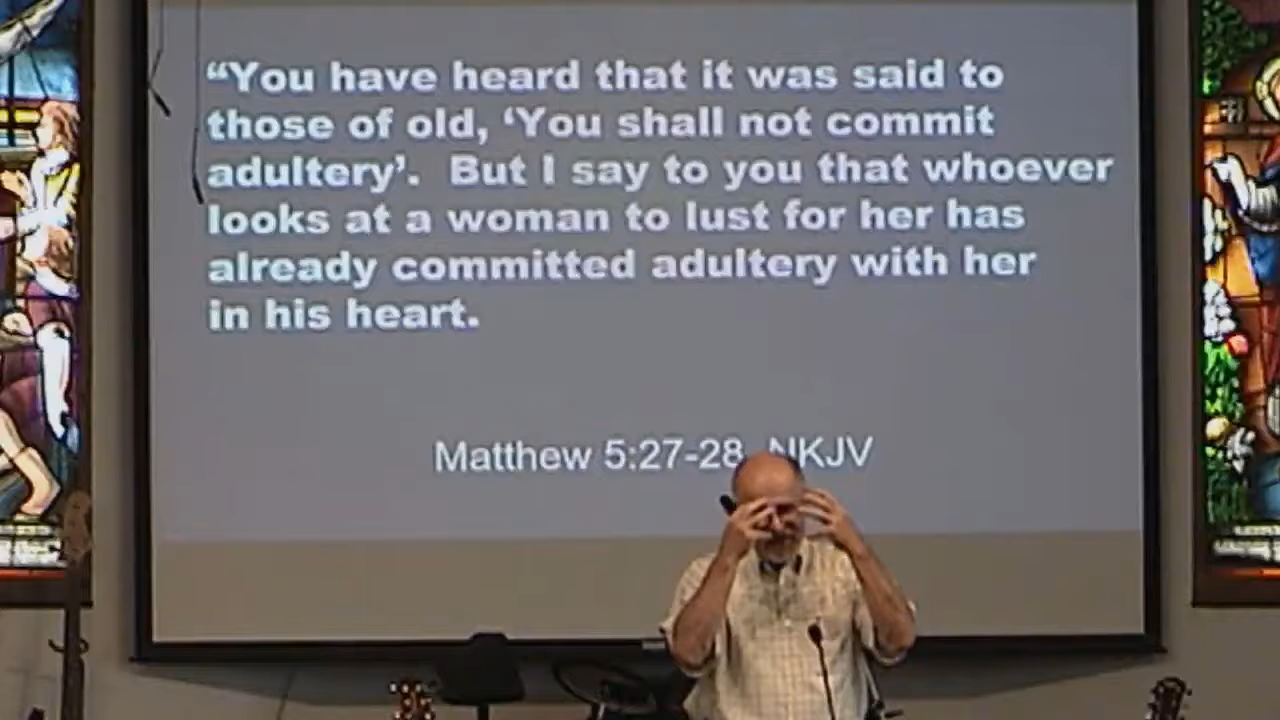 “You have heard that it was said to
those of old, ‘You shall not commit
adultery’.  But I say to you that whoever
looks at a woman to lust for her has
already committed adultery with her
in his heart.
Matthew 5:27-28 NKJV